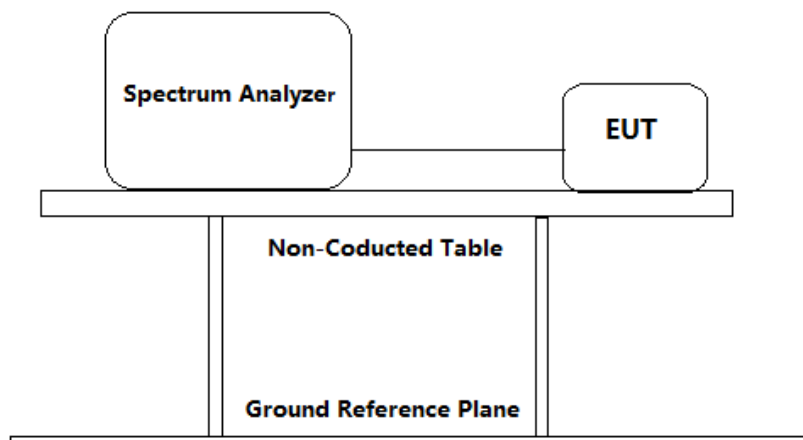 Spectrum Analyzer
EUT
Non-Coducted Table
Ground Reference Plane